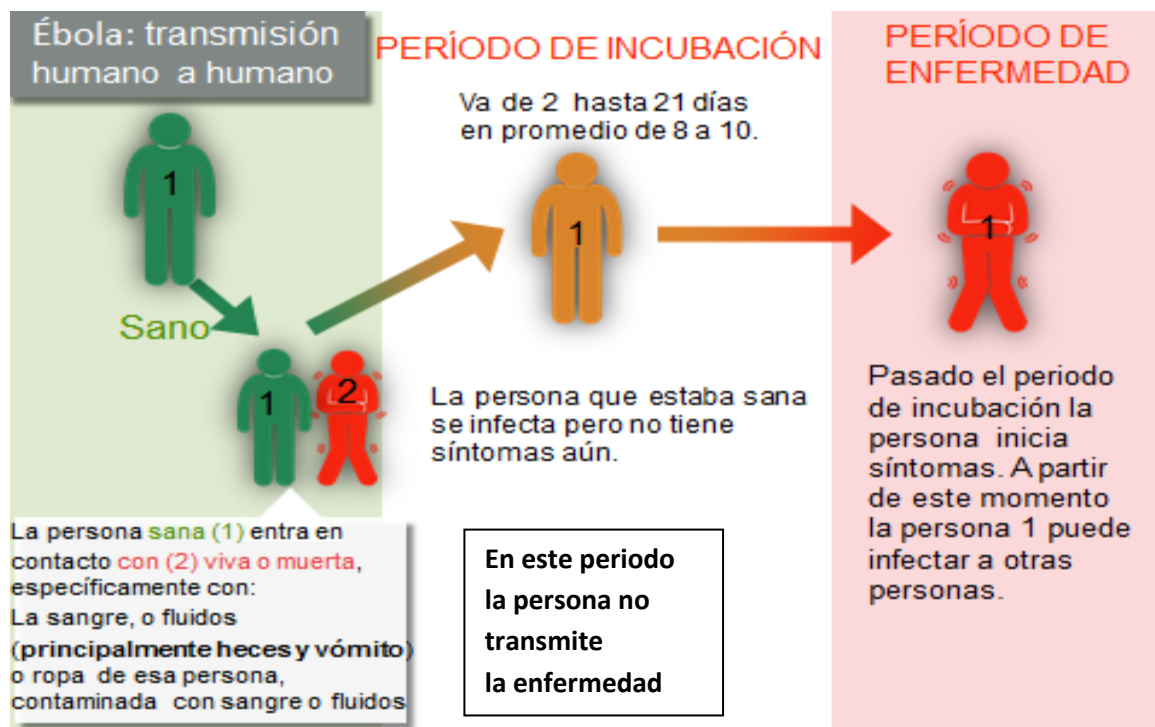 Ébola: transmisión
humano a humano
1
Sano
1
2
La persona sana (1) entra en
contacto con (2) viva o muerta,
específicamente con:
La sangre, o fluidos
(principalmente heces y vómito)
o ropa de esa persona,
contaminada con sangre o fluidos
PERÍODO DE INCUBACIÓN
Va de 2 hasta 21 días
en promedio de 8 a 10.
1
La persona que estaba sana
se infecta pero no tiene
síntomas aún.
En este periodo
la persona no
transmite
la enfermedad
PERÍODO DE
ENFERMEDAD
1
Pasado el periodo
de incubación la
persona inicia
síntomas. A partir
de este momento
la persona 1 puede
infectar a otras
personas.